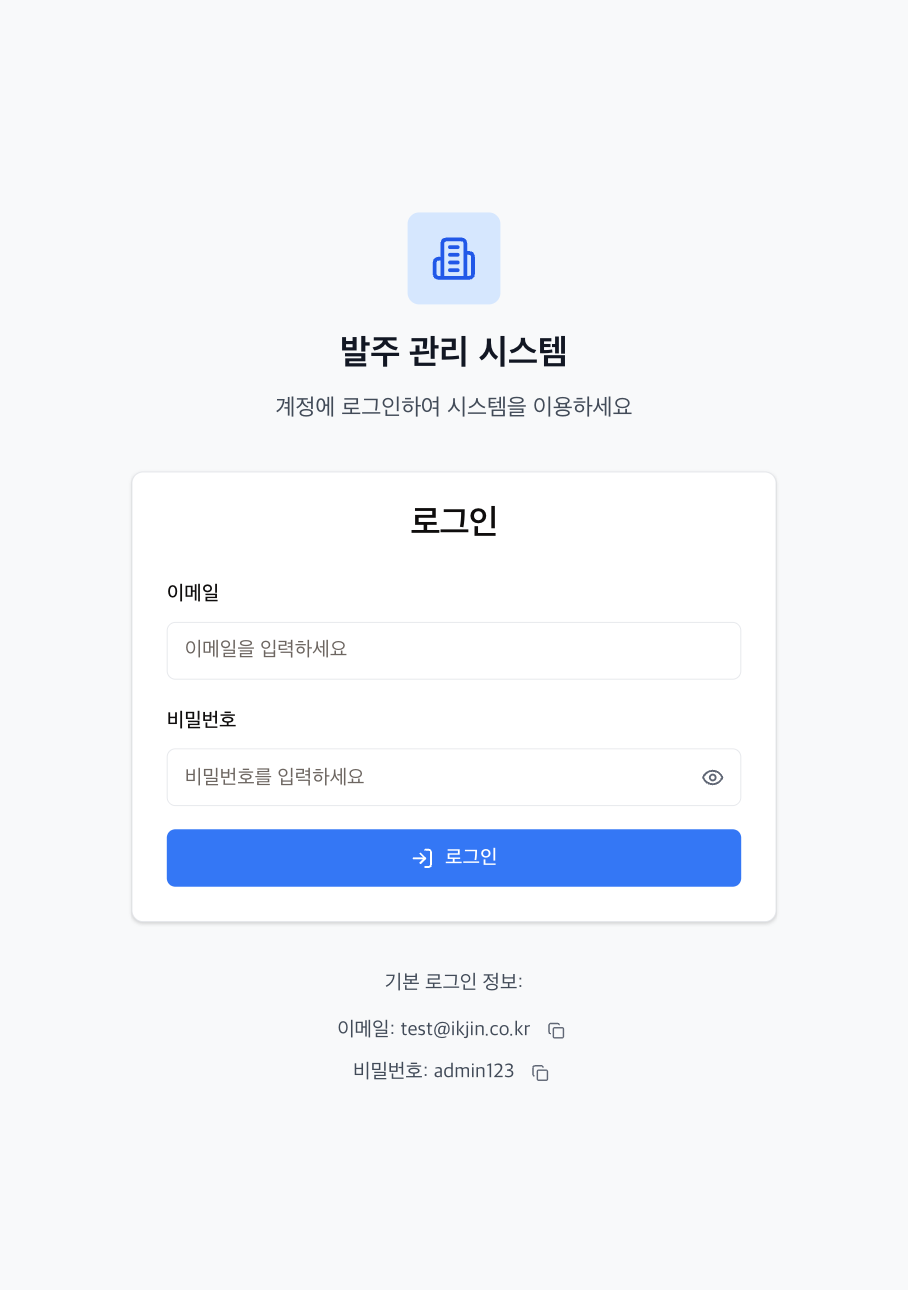 발주 관리 시스템
계정에 로그인하여 시스템을 이용하세요
로그인
이메일
이메일을 입력하세요
비밀번호
비밀번호를 입력하세요
로그인
기본 로그인 정보:
이메일: test@ikjin.co.kr
비밀번호: admin123